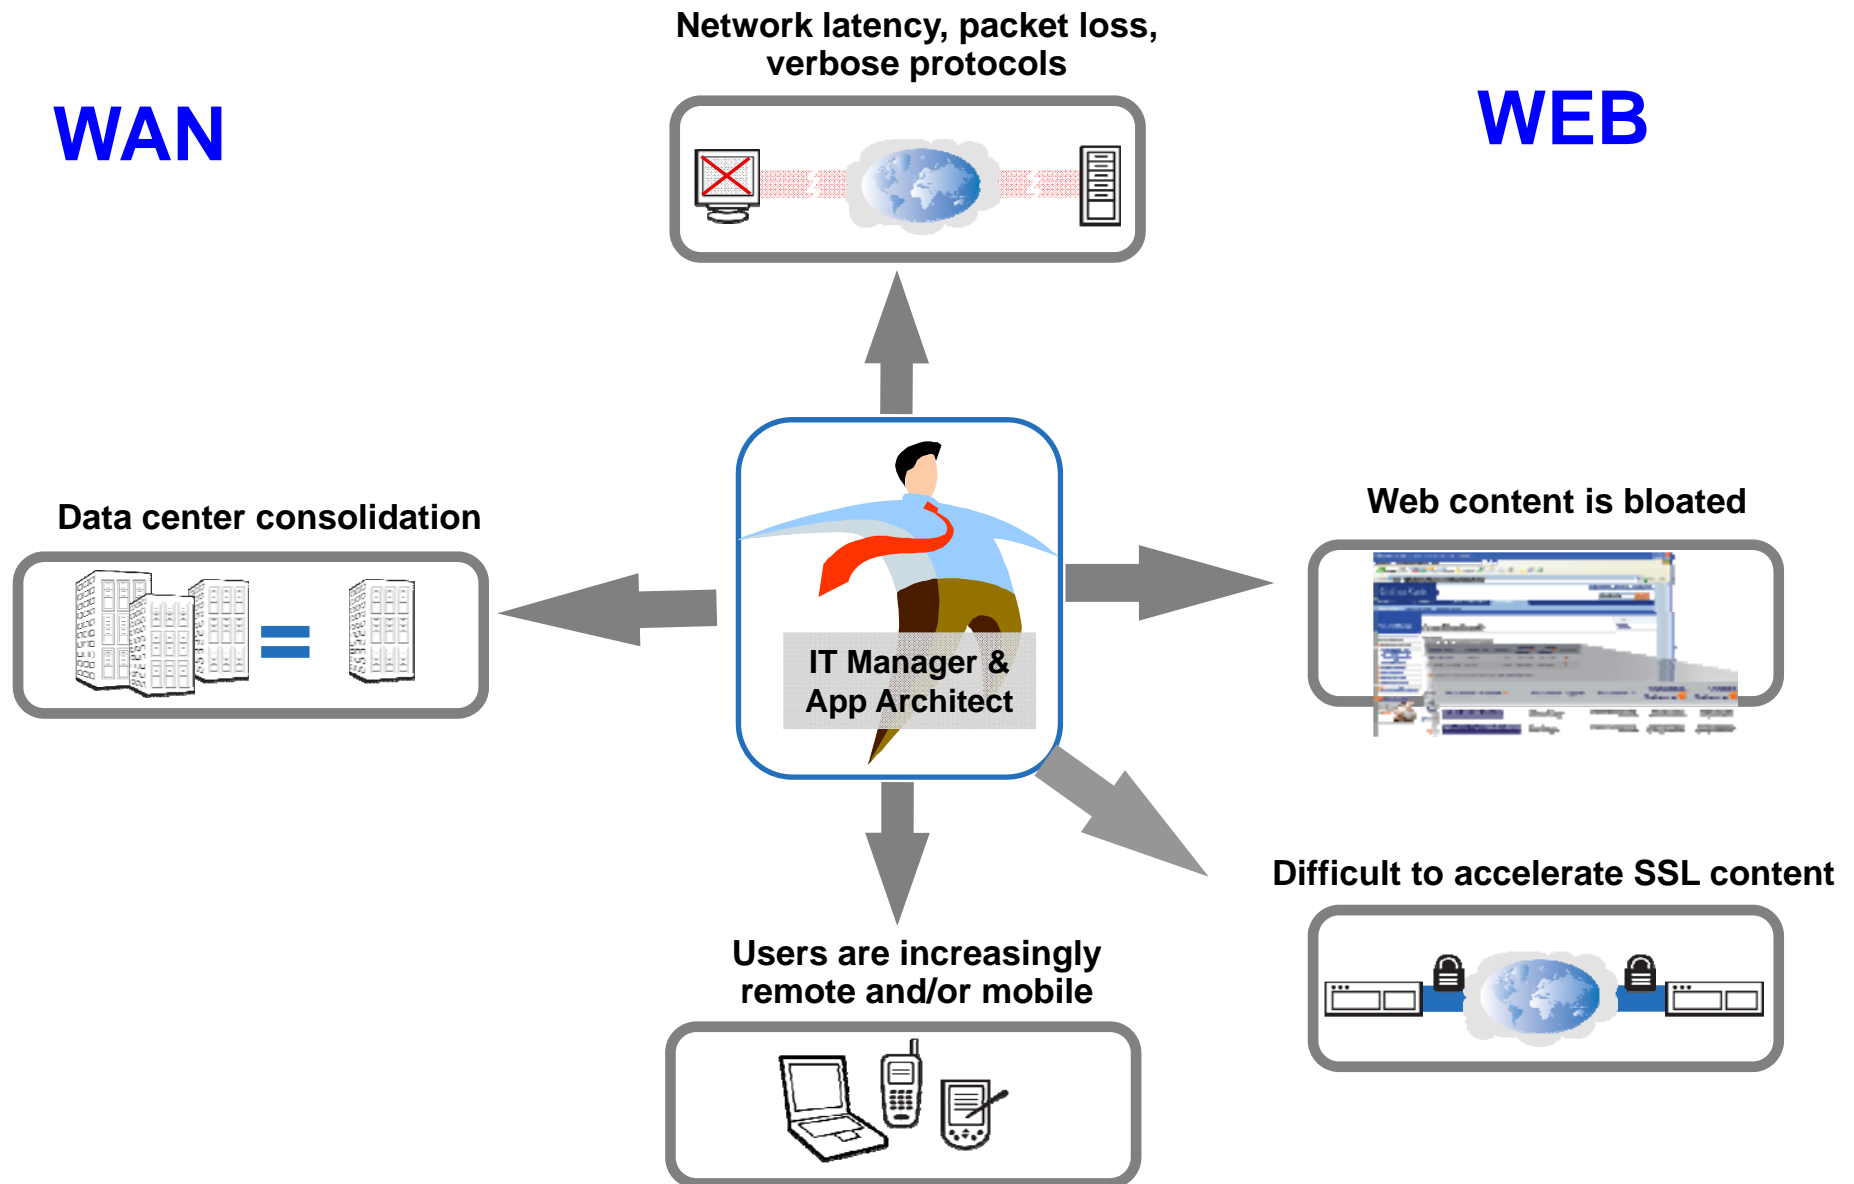 Network latency, packet loss,
verbose protocols
WAN
WEB
Data center consolidation
Web content is bloated
IT Manager &
App Architect
Difficult to accelerate SSL content
Users are increasingly
remote and/or mobile